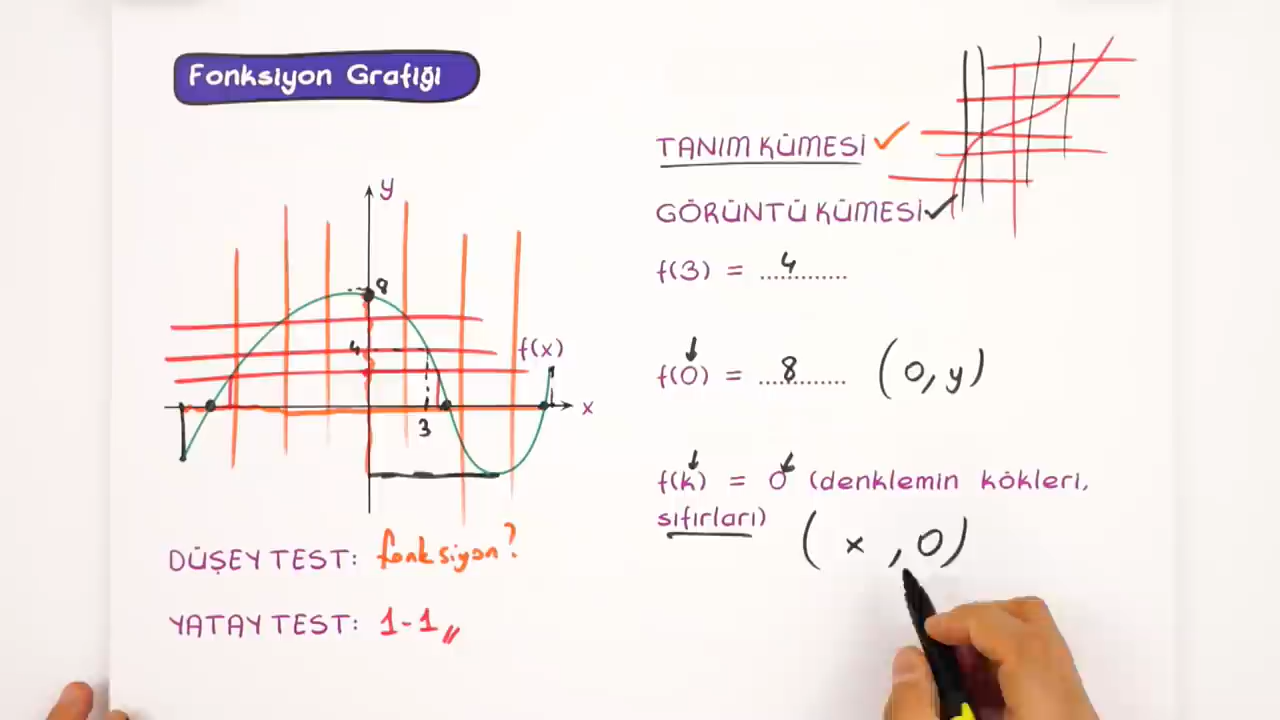 Fonksiyon Grafiği
y
8
4
f(x)
x
3
DÜŞEY TEST: fonksiyon?
YATAY TEST: 1-1
TANIM KÜMESİ
GÖRÜNTÜ KÜMESİ
f(3) = ....4........
f(0) = ....8........ (0, y)
f(k) = 0 (denklemin kökleri,
sıfırları)
(x, 0)